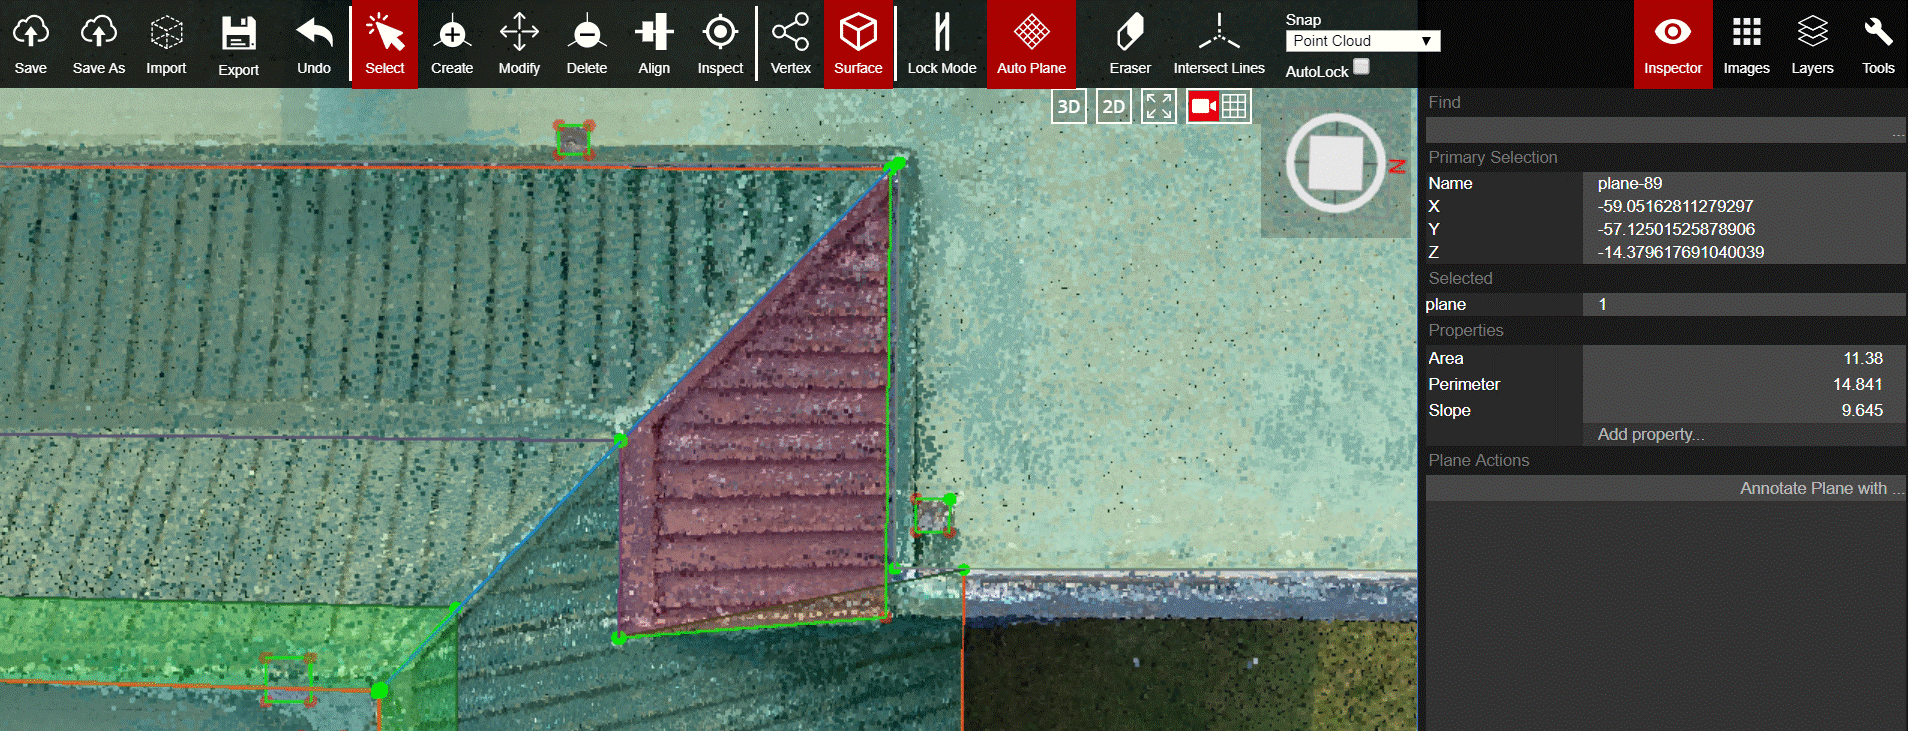 Save
Save As
Import
Export
Undo
Select
Create
Modify
Delete
Align
Inspect
Vertex
Surface
Lock Mode
Auto Plane
Eraser
Intersect Lines
Snap
Point Cloud
AutoLock
Inspector
Images
Layers
Tools
3D
2D
N
Find
...
Primary Selection
Name plane-89
X -59.05162811279297
Y -57.12501525878906
Z -14.379617691040039
Selected
plane 1
Properties
Area 11.38
Perimeter 14.841
Slope 9.645
Add property...
Plane Actions
Annotate Plane with ...